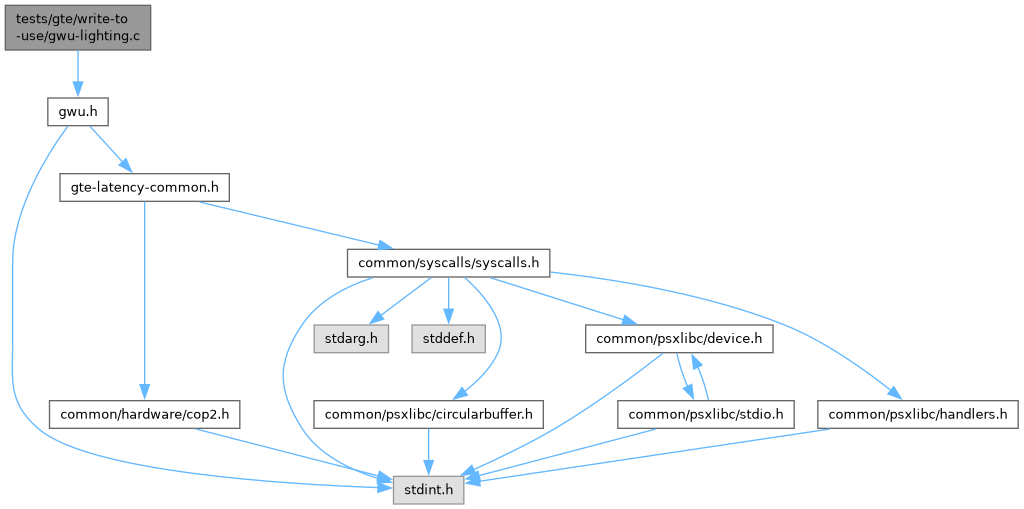 tests/gte/write-to
-use/gwu-lighting.c
gwu.h
gte-latency-common.h
common/syscalls/syscalls.h
stdarg.h
stddef.h
common/psxlibc/device.h
common/hardware/cop2.h
common/psxlibc/circularbuffer.h
common/psxlibc/stdio.h
common/psxlibc/handlers.h
stdint.h